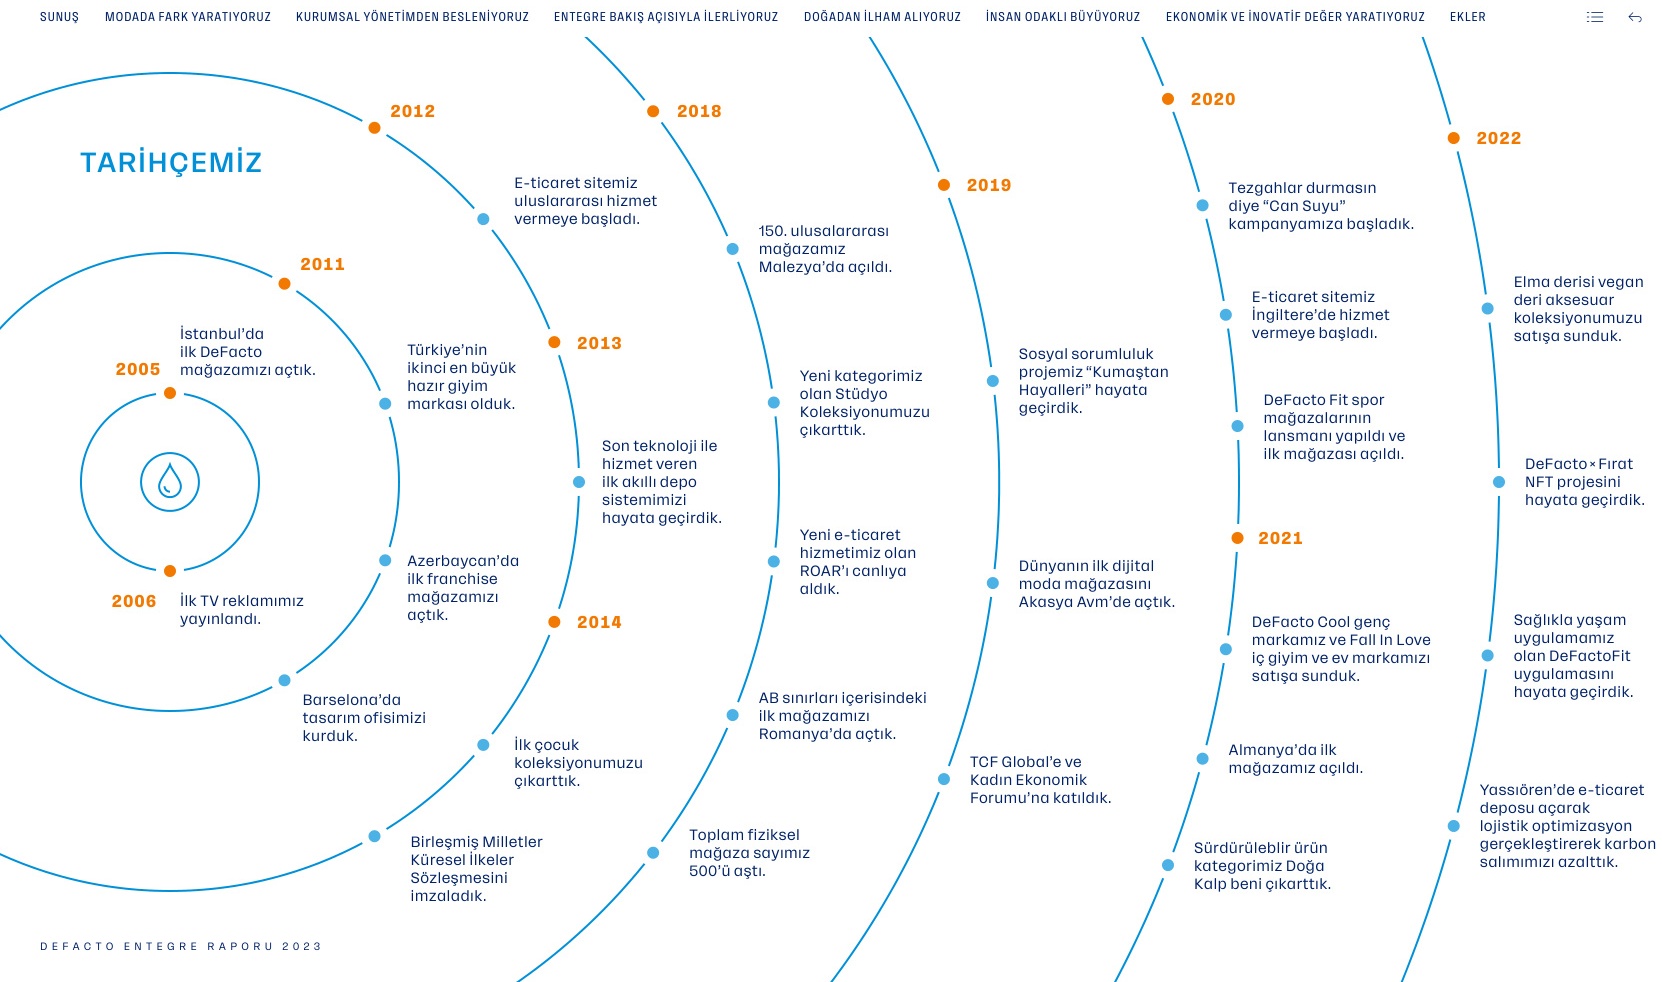 SUNUŞ
MODADA FARK YARATIYORUZ
KURUMSAL YÖNETİMDEN BESLENİYORUZ
ENTEGRE BAKIŞ AÇISIYLA İLERLİYORUZ
DOĞADAN İLHAM ALIYORUZ
İNSAN ODAKLI BÜYÜYORUZ
EKONOMİK VE İNOVATİF DEĞER YARATIYORUZ
EKLER
TARİHÇEMİZ
2005
İstanbul'da
ilk DeFacto
mağazamızı açtık.
2006
İlk TV reklamımız
yayınlandı.
2011
Türkiye'nin
ikinci en büyük
hazır giyim
markası olduk.
Azerbaycan'da
ilk franchise
mağazamızı
açtık.
Barselona'da
tasarım ofisimizi
kurduk.
2012
E-ticaret sitemiz
uluslararası hizmet
vermeye başladı.
2013
Son teknoloji ile
hizmet veren
ilk akıllı depo
sistemimizi
hayata geçirdik.
2014
İlk çocuk
koleksiyonumuzu
çıkarttık.
Birleşmiş Milletler
Küresel İlkeler
Sözleşmesini
imzaladık.
2018
150. ulusalararası
mağazamız
Malezya'da açıldı.
Yeni kategorimiz
olan Stüdyo
Koleksiyonumuzu
çıkarttık.
Yeni e-ticaret
hizmetimiz olan
ROAR'ı canlıya
aldık.
AB sınırları içerisindeki
ilk mağazamızı
Romanya'da açtık.
Toplam fiziksel
mağaza sayımız
500'ü aştı.
2019
Sosyal sorumluluk
projemiz “Kumaştan
Hayalleri” hayata
geçirdik.
Dünyanın ilk dijital
moda mağazasını
Akasya Avm'de açtık.
TCF Global'e ve
Kadın Ekonomik
Forumu'na katıldık.
2020
Tezgahlar durmasın
diye “Can Suyu”
kampanyamıza başladık.
E-ticaret sitemiz
İngiltere'de hizmet
vermeye başladı.
DeFacto Fit spor
mağazalarının
lansmanı yapıldı ve
ilk mağazası açıldı.
2021
DeFacto Cool genç
markamız ve Fall In Love
iç giyim ve ev markamızı
satışa sunduk.
Almanya'da ilk
mağazamız açıldı.
Sürdürüleblir ürün
kategorimiz Doğa
Kalp beni çıkarttık.
2022
Elma derisi vegan
deri aksesuar
koleksiyonumuzu
satışa sunduk.
DeFacto×Fırat
NFT projesini
hayata geçirdik.
Sağlıkla yaşam
uygulamamız
olan DeFactoFit
uygulamasını
hayata geçirdik.
Yassıören'de e-ticaret
deposu açarak
lojistik optimizasyon
gerçekleştirerek karbon
salımımızı azalttık.
DEFACTO ENTEGRE RAPORU 2023